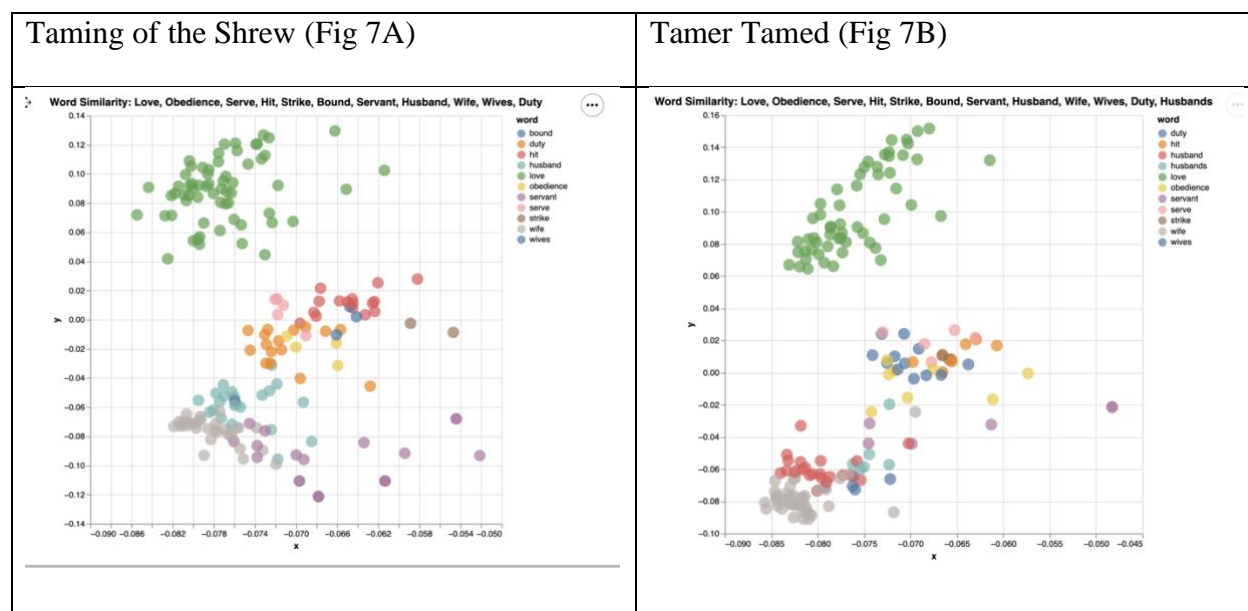 Taming of the Shrew (Fig 7A)
Tamer Tamed (Fig 7B)
Word Similarity: Love, Obedience, Serve, Hit, Strike, Bound, Servant, Husband, Wife, Wives, Duty
word
bound
duty
hit
husband
love
obedience
servant
serve
strike
wife
wives
0.14
0.12
0.10
0.08
0.06
0.04
0.02
0.00
−0.02
−0.04
−0.06
−0.08
−0.10
−0.12
−0.14
y
−0.090 −0.086 −0.082 −0.078 −0.074 −0.070 −0.066 −0.062 −0.058 −0.054 −0.050
x
Word Similarity: Love, Obedience, Serve, Hit, Strike, Bound, Servant, Husband, Wife, Wives, Duty, Husbands
word
duty
hit
husband
husbands
love
obedience
servant
serve
strike
wife
wives
0.16
0.14
0.12
0.10
0.08
0.06
0.04
0.02
0.00
−0.02
−0.04
−0.06
−0.08
−0.10
y
−0.090 −0.085 −0.080 −0.075 −0.070 −0.065 −0.060 −0.055 −0.050 −0.045
x